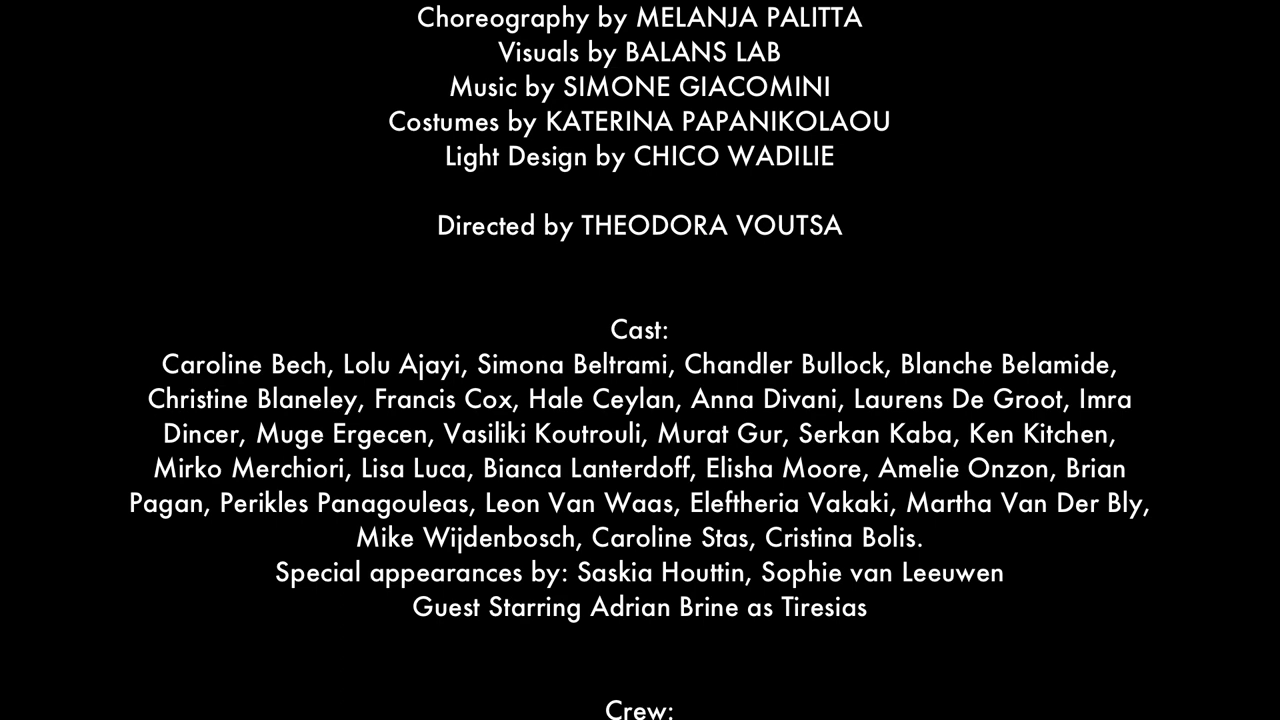 Choreography by MELANJA PALITTA
Visuals by BALANS LAB
Music by SIMONE GIACOMINI
Costumes by KATERINA PAPANIKOLAOU
Light Design by CHICO WADILIE
Directed by THEODORA VOUTSA
Cast:
Caroline Bech, Lolu Ajayi, Simona Beltrami, Chandler Bullock, Blanche Belamide,
Christine Blaneley, Francis Cox, Hale Ceylan, Anna Divani, Laurens De Groot, Imra
Dincer, Muge Ergecen, Vasiliki Koutrouli, Murat Gur, Serkan Kaba, Ken Kitchen,
Mirko Merchiori, Lisa Luca, Bianca Lanterdoff, Elisha Moore, Amelie Onzon, Brian
Pagan, Perikles Panagouleas, Leon Van Waas, Eleftheria Vakaki, Martha Van Der Bly,
Mike Wijdenbosch, Caroline Stas, Cristina Bolis.
Special appearances by: Saskia Houttin, Sophie van Leeuwen
Guest Starring Adrian Brine as Tiresias
Crew: